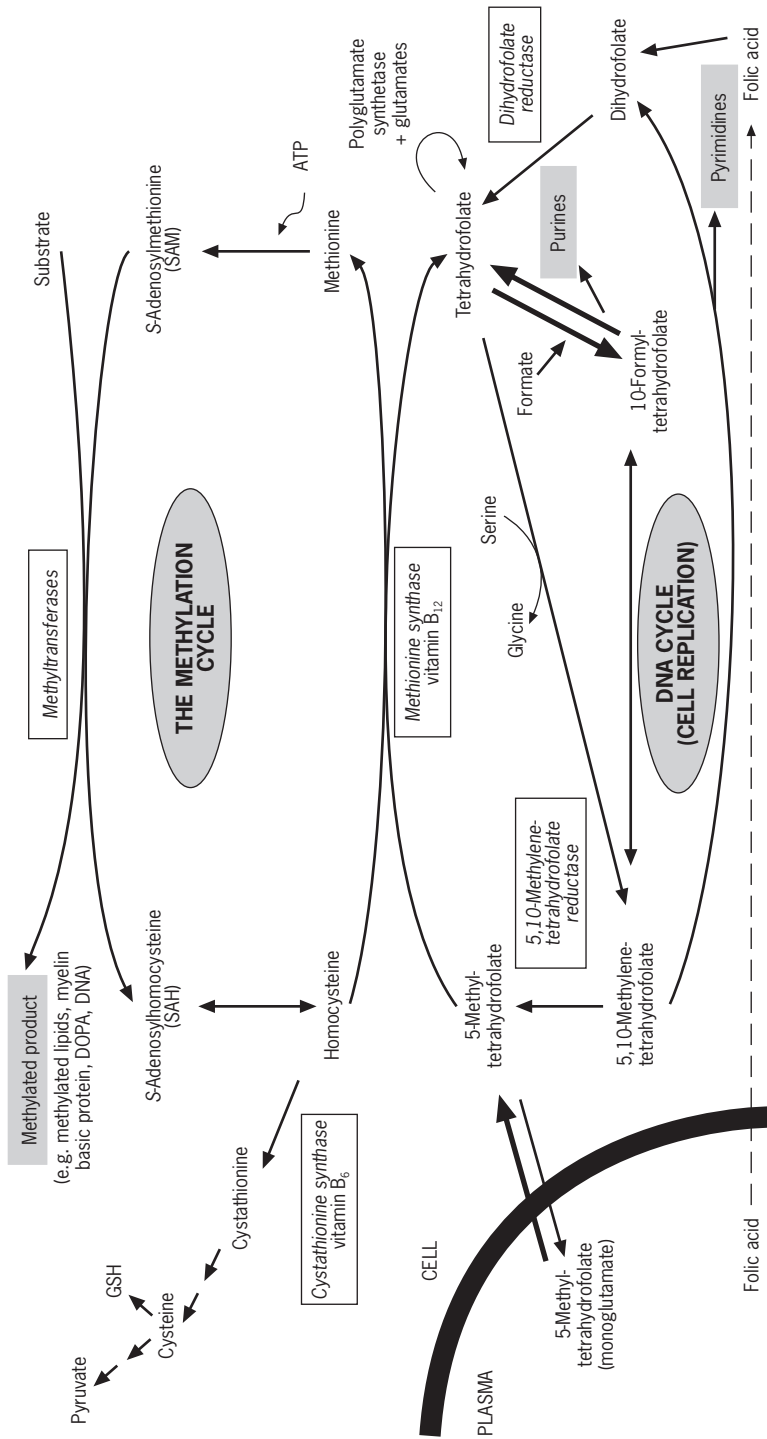 Methylated product
(e.g. methylated lipids, myelin
basic protein, DOPA, DNA)
Methyltransferases
Substrate
Pyruvate
GSH
Cysteine
Cystathionine
S-Adenosylhomocysteine
(SAH)
THE METHYLATION
CYCLE
S-Adenosylmethionine
(SAM)
ATP
Cystathionine synthase
vitamin B6
Homocysteine
Methionine
Polyglutamate
synthetase
+ glutamates
Methionine synthase
vitamin B12
PLASMA
CELL
5-Methyl-
tetrahydrofolate
Tetrahydrofolate
Dihydrofolate
reductase
5-Methyl-
tetrahydrofolate
(monoglutamate)
5,10-Methylene-
tetrahydrofolate
reductase
Glycine
Serine
Formate
Purines
5,10-Methylene-
tetrahydrofolate
10-Formyl-
tetrahydrofolate
Dihydrofolate
DNA CYCLE
(CELL REPLICATION)
Pyrimidines
Folic acid
Folic acid